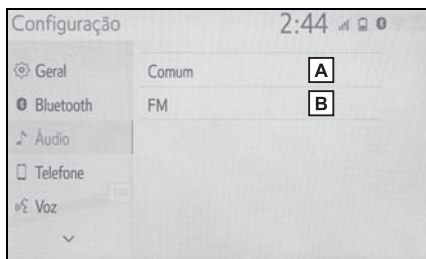 Configuração 2:44
Geral
Bluetooth
Áudio
Telefone
Voz
Comum A
FM B